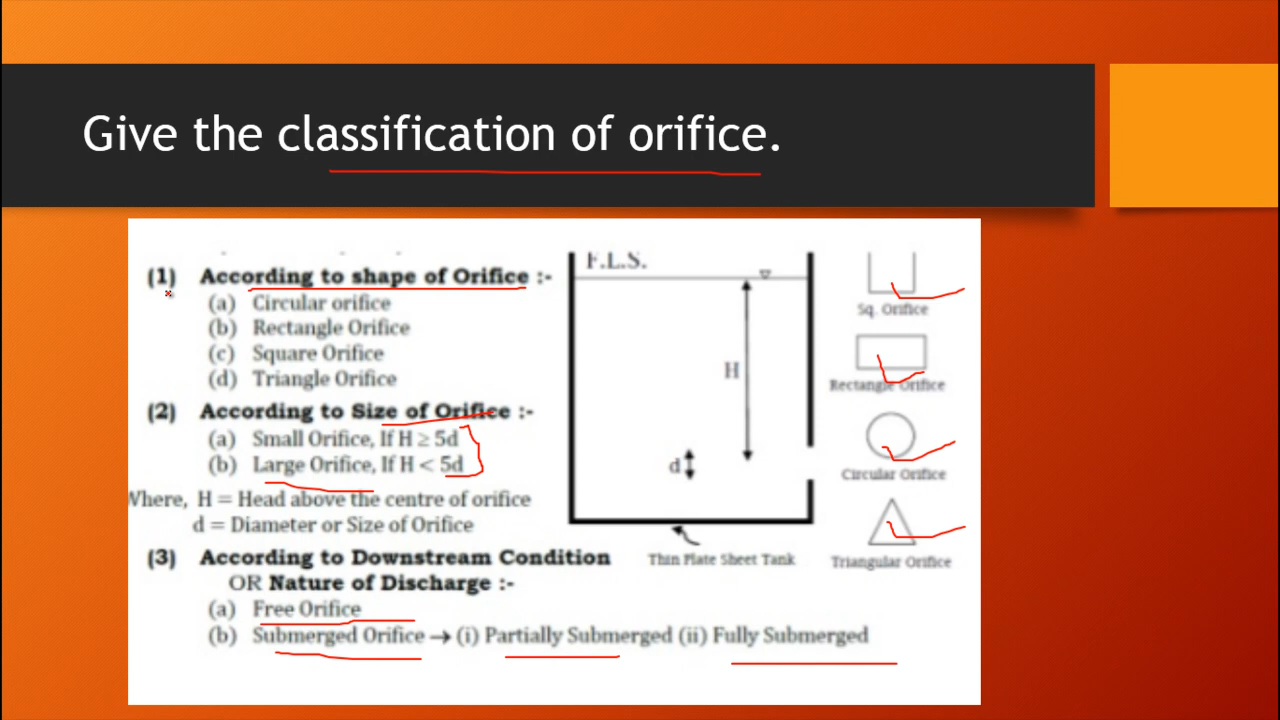 Give the classification of orifice.
(1) According to shape of Orifice :-
(a) Circular orifice
(b) Rectangle Orifice
(c) Square Orifice
(d) Triangle Orifice
(2) According to Size of Orifice :-
(a) Small Orifice, If H ≥ 5d
(b) Large Orifice, If H < 5d
Where, H = Head above the centre of orifice
d = Diameter or Size of Orifice
(3) According to Downstream Condition
OR Nature of Discharge :-
(a) Free Orifice
(b) Submerged Orifice → (i) Partially Submerged (ii) Fully Submerged
F.L.S.
H
d
Thin Plate Sheet Tank
Sq. Orifice
Rectangle Orifice
Circular Orifice
Triangular Orifice